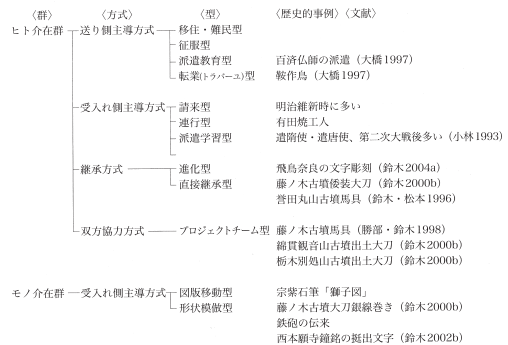 〈群〉 〈方式〉 〈型〉 〈歴史的事例〉〈文献〉
ヒト介在群 送り側主導方式 移住・難民型
征服型
派遣教育型 百済仏師の派遣（大橋1997）
転業(トラバーユ)型 鞍作鳥（大橋1997）
受入れ側主導方式 請来型 明治維新時に多い
連行型 有田焼工人
派遣学習型 遣隋使・遣唐使、第二次大戦後多い（小林1993）
継承方式 進化型 飛鳥奈良の文字彫刻（鈴木2004a）
直接継承型 藤ノ木古墳倭装大刀（鈴木2000b）
誉田丸山古墳馬具（鈴木・松本1996）
双方協力方式 プロジェクトチーム型 藤ノ木古墳馬具（勝部・鈴木1998）
綿貫観音山古墳出土大刀（鈴木2000b）
栃木別処山古墳出土大刀（鈴木2000b）
モノ介在群 受入れ側主導方式 図版移動型 宗紫石筆「獅子図」
形状模倣型 藤ノ木古墳大刀銀線巻き（鈴木2000b）
鉄砲の伝来
西本願寺鐘銘の挺出文字（鈴木2002b）